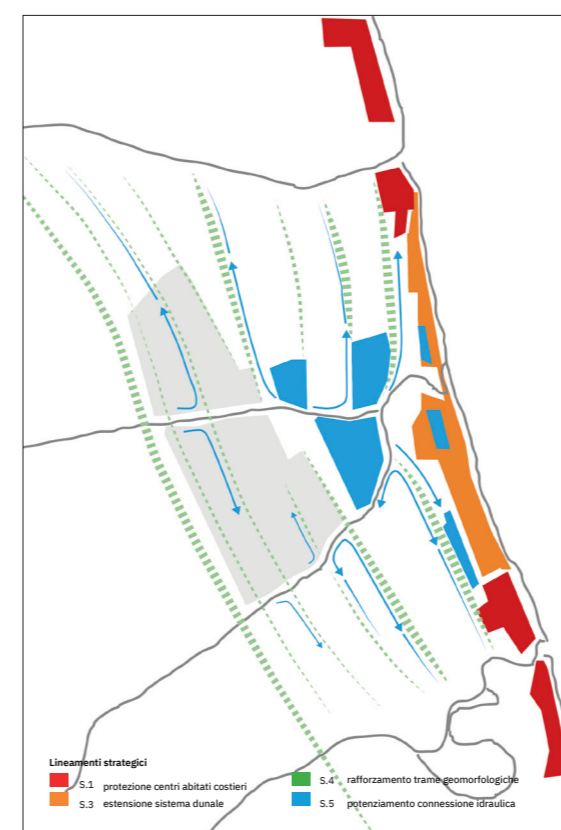 Lineamenti strategici
S.1 protezione centri abitati costieri
S.3 estensione sistema dunale
S.4 rafforzamento trame geomorfologiche
S.5 potenziamento connessione idraulica